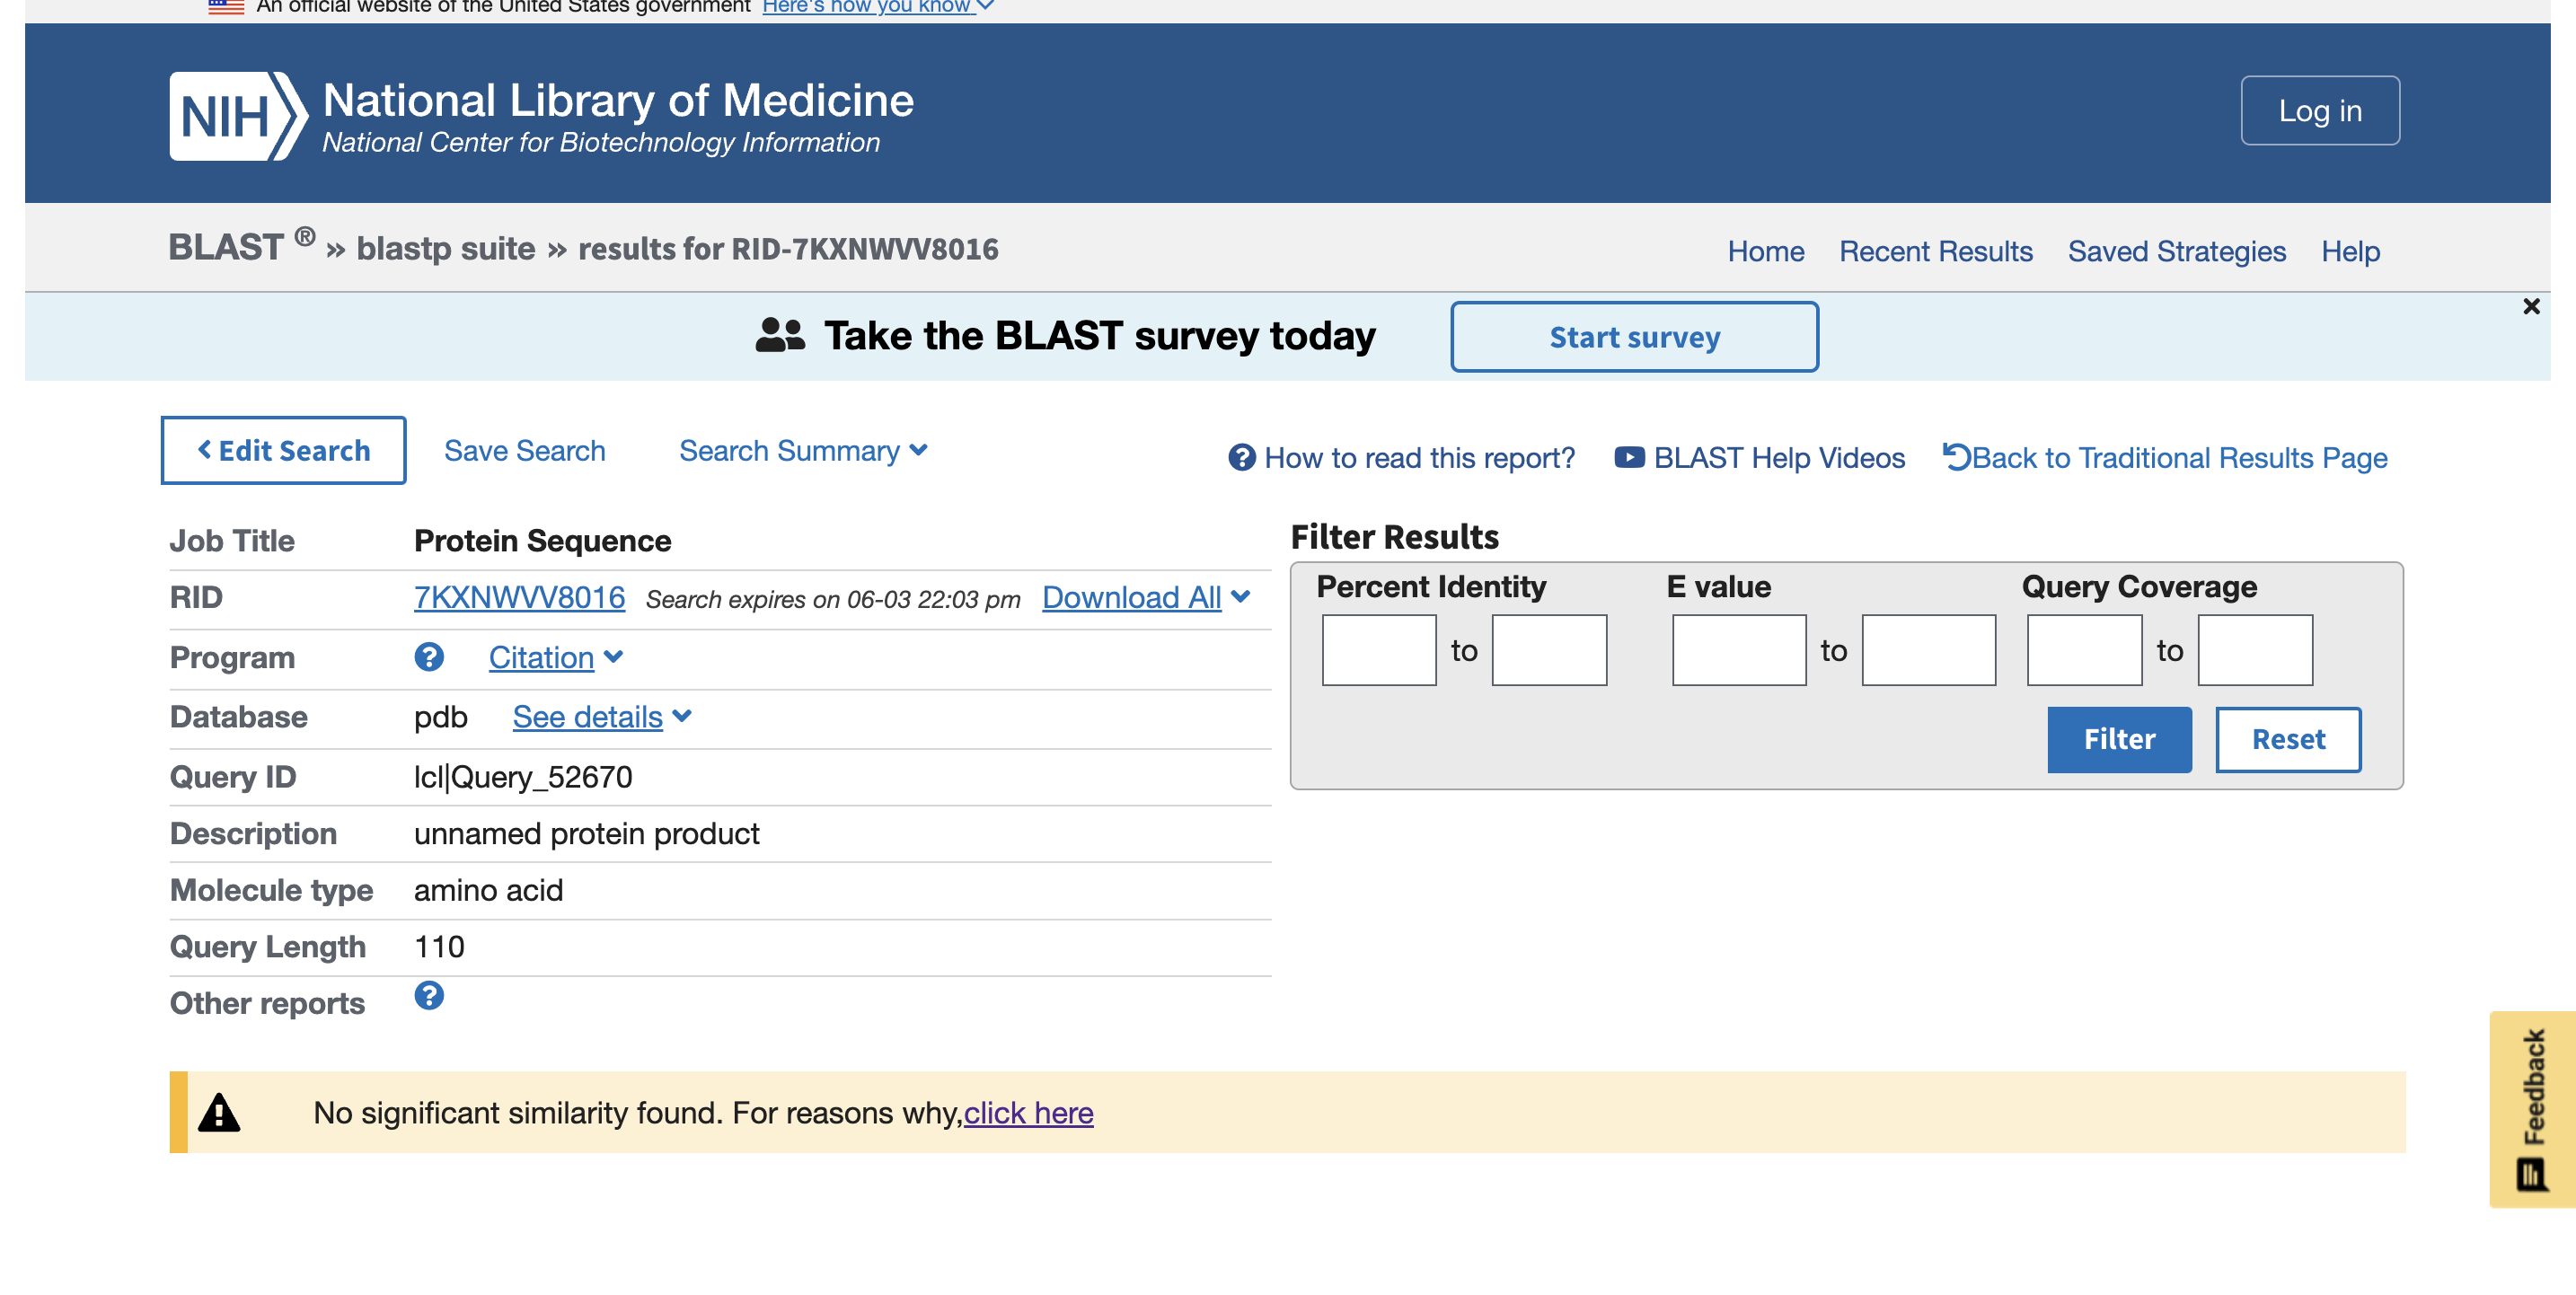 An official website of the United States government Here's how you know
NIH National Library of Medicine
National Center for Biotechnology Information
Log in
BLAST ® » blastp suite » results for RID-7KXNWVV8016
Home Recent Results Saved Strategies Help
Take the BLAST survey today Start survey
Edit Search Save Search Search Summary
How to read this report? BLAST Help Videos Back to Traditional Results Page
Job Title Protein Sequence
RID 7KXNWVV8016 Search expires on 06-03 22:03 pm Download All
Program Citation
Database pdb See details
Query ID lcl|Query_52670
Description unnamed protein product
Molecule type amino acid
Query Length 110
Other reports
Filter Results
Percent Identity E value Query Coverage
to to to
Filter Reset
No significant similarity found. For reasons why,click here
Feedback